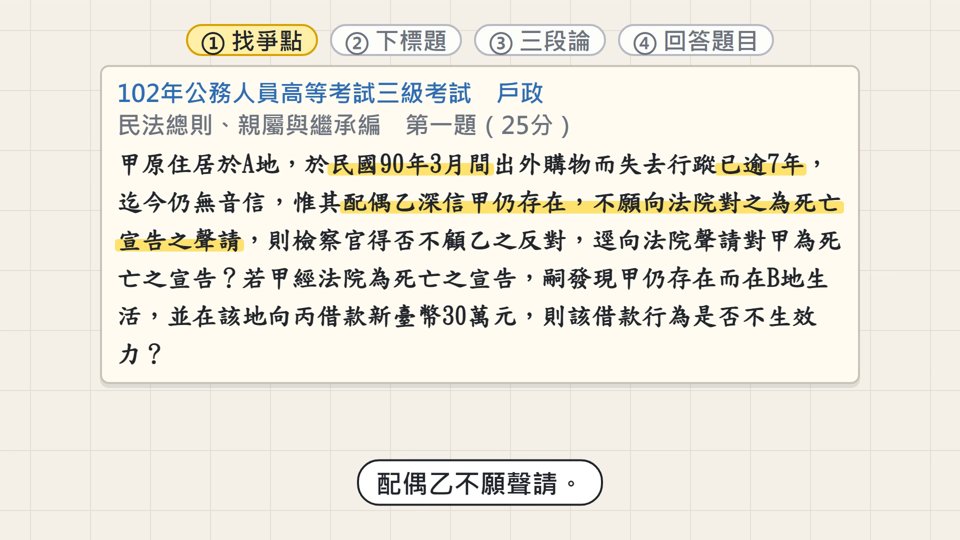 ① 找爭點
② 下標題
③ 三段論
④ 回答題目
102年公務人員高等考試三級考試　戶政
民法總則、親屬與繼承編　第一題（25分）
甲原住居於A地，於民國90年3月間出外購物而失去行蹤已逾7年，
迄今仍無音信，惟其配偶乙深信甲仍存在，不願向法院對之為死亡
宣告之聲請，則檢察官得否不顧乙之反對，逕向法院聲請對甲為死
亡之宣告？若甲經法院為死亡之宣告，嗣發現甲仍存在而在B地生
活，並在該地向丙借款新臺幣30萬元，則該借款行為是否不生效
力？
配偶乙不願聲請。